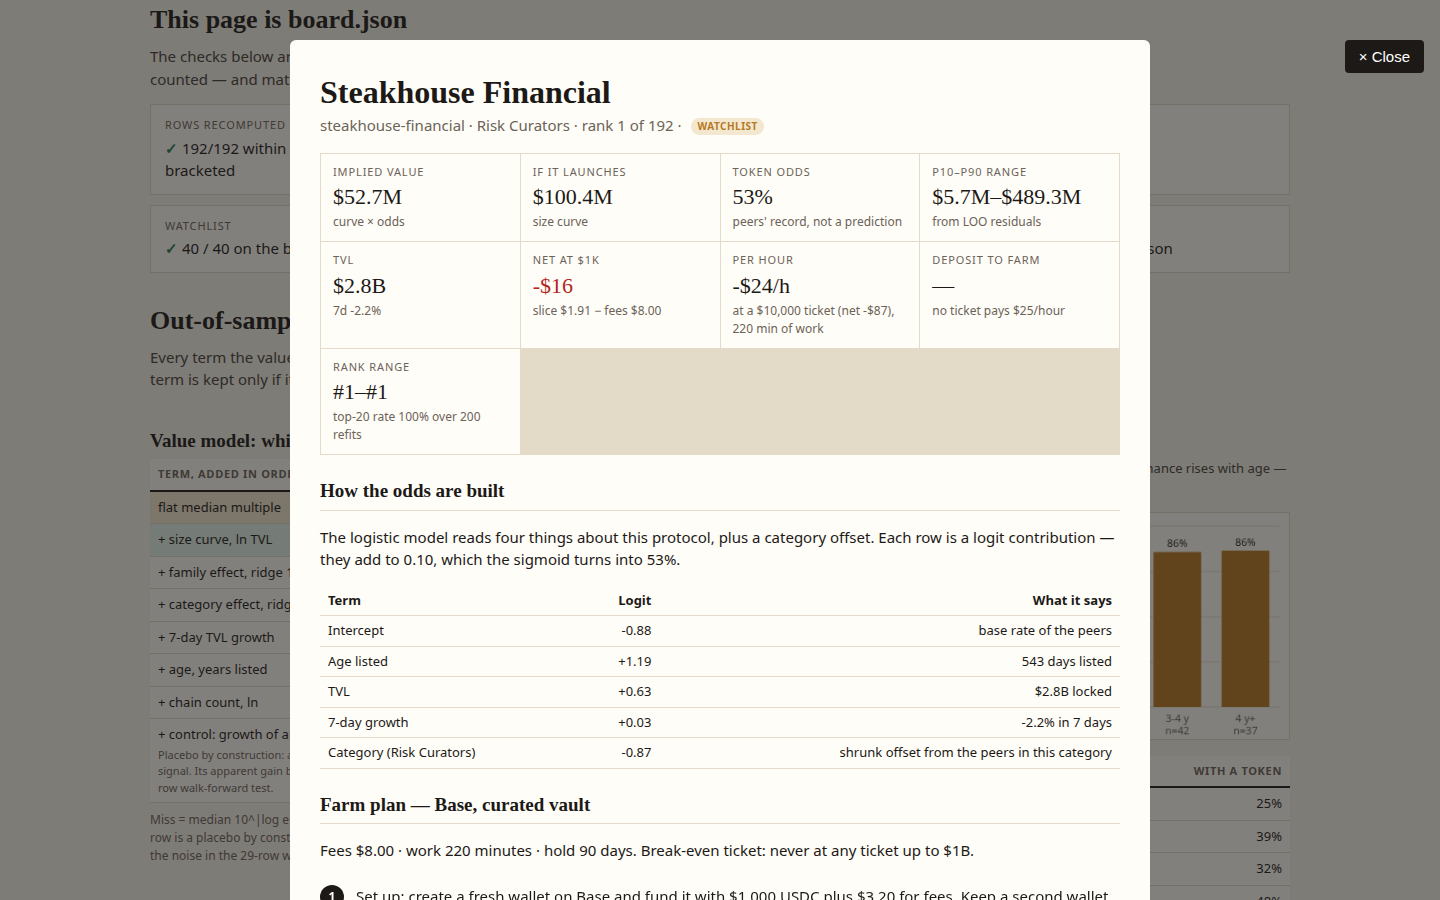 This page is board.json
The checks below ar
counted — and mat
ROWS RECOMPUTED
✓ 192/192 within
bracketed
WATCHLIST
✓ 40 / 40 on the b
son
Out-of-samp
Every term the value
term is kept only if i
Value model: whi
TERM, ADDED IN ORD
flat median multiple
+ size curve, ln TVL
+ family effect, ridge 1
+ category effect, ridg
+ 7-day TVL growth
+ age, years listed
+ chain count, ln
+ control: growth of a
Placebo by construction: a
signal. Its apparent gain b
row walk-forward test.
Miss = median 10^|log e
row is a placebo by const
the noise in the 29-row w
× Close
Steakhouse Financial
steakhouse-financial · Risk Curators · rank 1 of 192 · WATCHLIST
IMPLIED VALUE
$52.7M
curve × odds
IF IT LAUNCHES
$100.4M
size curve
TOKEN ODDS
53%
peers' record, not a prediction
P10–P90 RANGE
$5.7M–$489.3M
from LOO residuals
TVL
$2.8B
7d -2.2%
NET AT $1K
-$16
slice $1.91 − fees $8.00
PER HOUR
-$24/h
at a $10,000 ticket (net -$87),
220 min of work
DEPOSIT TO FARM
—
no ticket pays $25/hour
RANK RANGE
#1–#1
top-20 rate 100% over 200
refits
How the odds are built
The logistic model reads four things about this protocol, plus a category offset. Each row is a logit contribution —
they add to 0.10, which the sigmoid turns into 53%.
Term Logit What it says
Intercept -0.88 base rate of the peers
Age listed +1.19 543 days listed
TVL +0.63 $2.8B locked
7-day growth +0.03 -2.2% in 7 days
Category (Risk Curators) -0.87 shrunk offset from the peers in this category
Farm plan — Base, curated vault
Fees $8.00 · work 220 minutes · hold 90 days. Break-even ticket: never at any ticket up to $1B.
1 Set up: create a fresh wallet on Base and fund it with $1,000 USDC plus $3.20 for fees. Keep a second wallet
hance rises with age —
86%
86%
3-4 y
n=42
4 y+
n=37
WITH A TOKEN
25%
39%
32%